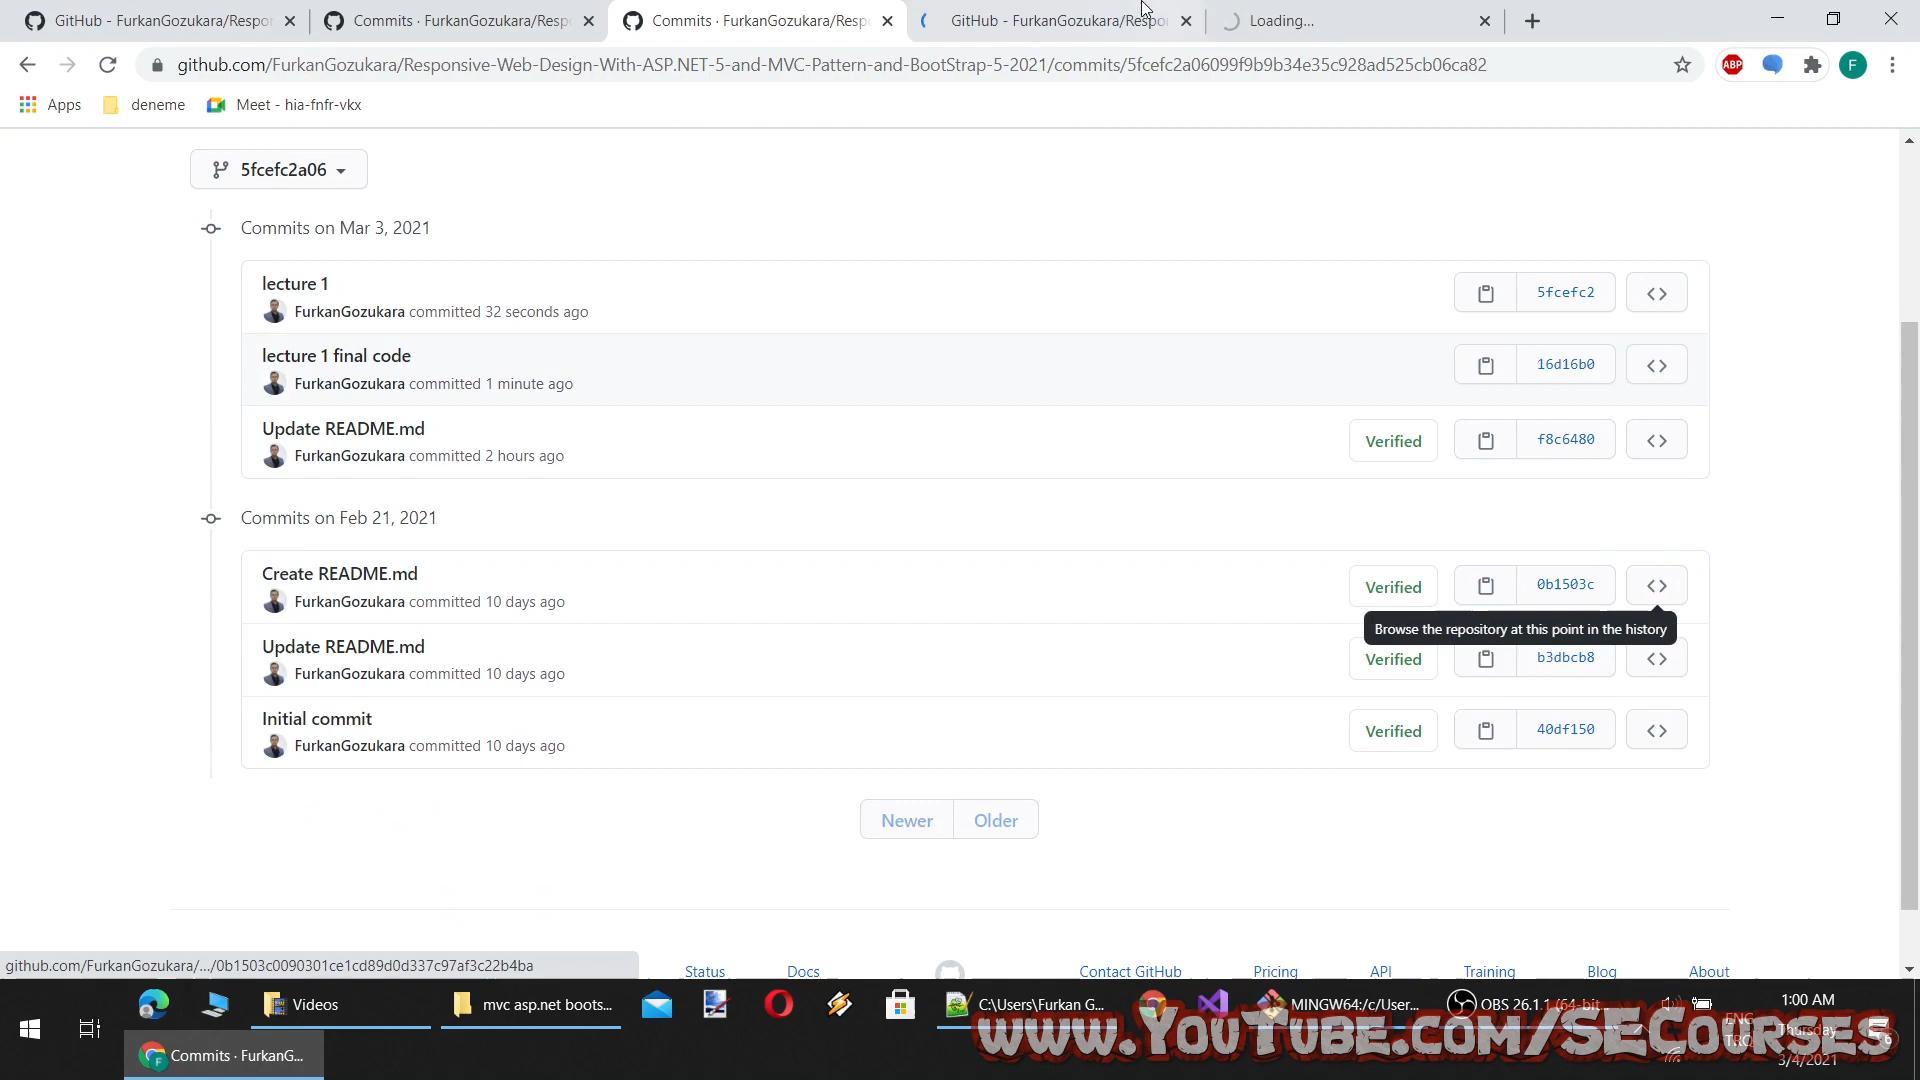 GitHub - FurkanGozukara/Respon
Commits · FurkanGozukara/Resp
Commits · FurkanGozukara/Resp
GitHub - FurkanGozukara/Respo
Loading...
github.com/FurkanGozukara/Responsive-Web-Design-With-ASP.NET-5-and-MVC-Pattern-and-BootStrap-5-2021/commits/5fcefc2a06099f9b9b34e35c928ad525cb06ca82
ABP
F
Apps
deneme
Meet - hia-fnfr-vkx
5fcefc2a06
Commits on Mar 3, 2021
lecture 1
FurkanGozukara committed 32 seconds ago
5fcefc2
lecture 1 final code
FurkanGozukara committed 1 minute ago
16d16b0
Update README.md
FurkanGozukara committed 2 hours ago
Verified
f8c6480
Commits on Feb 21, 2021
Create README.md
FurkanGozukara committed 10 days ago
Verified
0b1503c
Browse the repository at this point in the history
Update README.md
FurkanGozukara committed 10 days ago
Verified
b3dbcb8
Initial commit
FurkanGozukara committed 10 days ago
Verified
40df150
Newer
Older
github.com/FurkanGozukara/.../0b1503c0090301ce1cd89d0d337c97af3c22b4ba
Status
Docs
Contact GitHub
Pricing
API
Training
Blog
About
Videos
mvc asp.net boots...
C:\Users\Furkan G...
MINGW64:/c/User...
OBS 26.1.1 (64-bit...
1:00 AM
ENG
Thursday
3/4/2021
Commits · FurkanG...
www.YouTube.com/SECourses